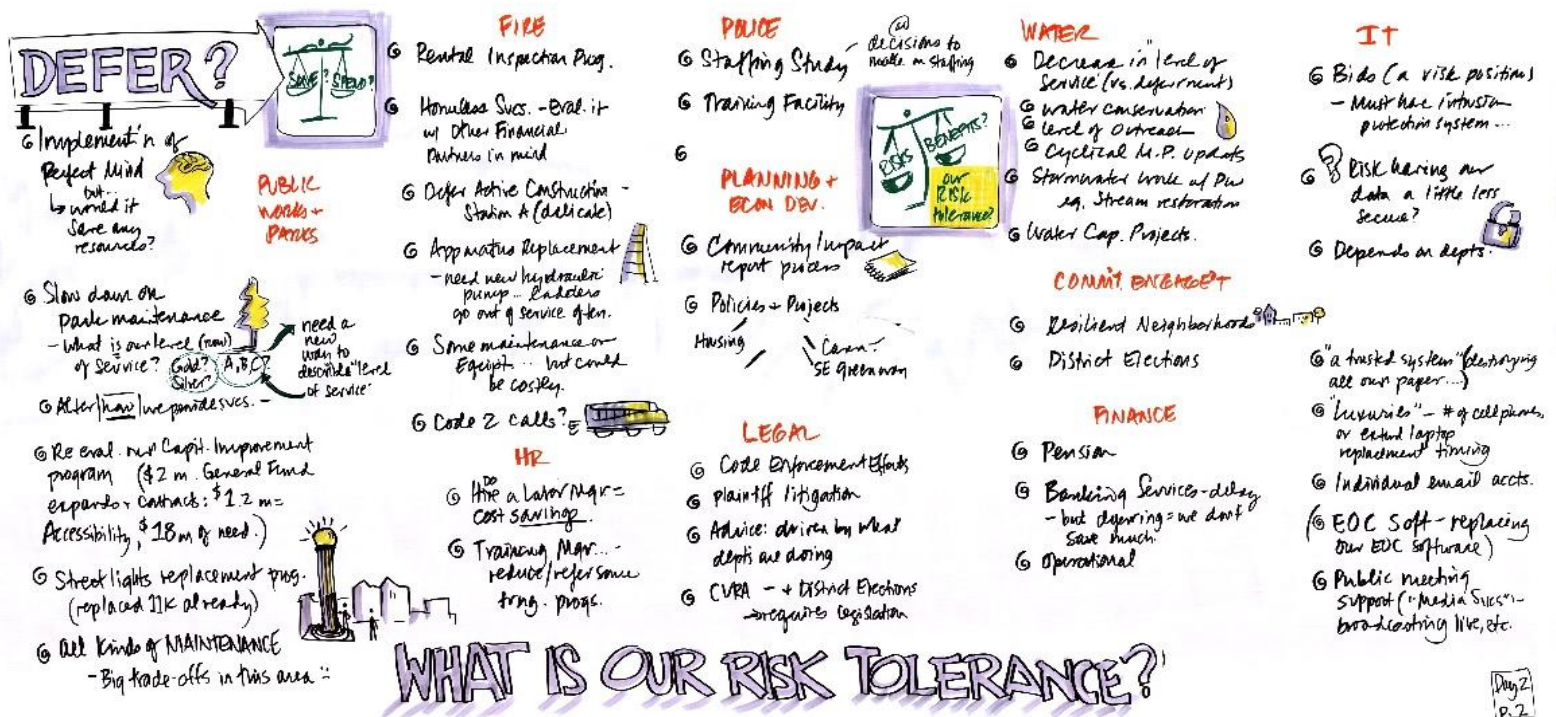 DEFER?
SAVE? SPEND?
Implement'n of
Perfect Mind
but...
would it
save any
resources?
PUBLIC
WORKS +
PARKS
Slow down on
park maintenance
- What is our level (now)
of service?
Gold?
Silver?
A, B, C?
need a
new
way to
describe "level
of service"
Alter how we provide svcs. -
Re eval. our Capit. Improvement
program ($2 m. General Fund
expands + contracts: $1.2 m =
Accessibility, $18m of need.)
Street lights replacement prog.
(replaced 11K already)
All kinds of MAINTENANCE
- Big trade-offs in this area -
FIRE
Rental Inspection Prog.
Homeless Svcs. - Eval. it
w/ Other Financial
Partners in mind
Defer Active Construction -
Station A (delicate)
Apparatus Replacement
- need new hydraulic
pump... ladders
go out of service often.
Some maintenance on
Equipt... but could
be costly.
Code 2 calls?
HR
DO
Hire a Labor Mgr =
cost savings.
Training Mgr... -
reduce/refer some
trng. progs.
POLICE
Staffing Study
decisions to
make on staffing
Training Facility
PLANNING +
ECON DEV.
Community Impact
report process
Policies + Projects
Housing
SE greenway
LEGAL
Code Enforcement Efforts
plaintiff litigation
Advice: driven by what
depts are doing
CVRA - + District Elections
requires legislation
RISKS BENEFITS?
our
RISK
tolerance?
WATER
Decrease in "level of
Service" (vs. deferments)
water conservation
level of Outreach
Cyclical M.P. updates
Stormwater work w/ PW
eg. Stream restoration
Water Cap. Projects.
COMM'T ENGAGE'T
Resilient Neighborhoods
District Elections
FINANCE
Pension
Banking Services - delay
- but deferring = we don't
save much.
Operational
IT
Bids (a risk position)
- Must have intrusion
protection system...
Risk having our
data a little less
secure?
Depends on depts.
"a trusted system" (destroying
all our paper...)
"Luxuries" - # of cell phones,
or extend laptop
replacement timing
Individual email accts.
(EOC Soft - replacing
our EOC software)
Public meeting
support ("Media Svcs" -
broadcasting live, etc.
WHAT IS OUR RISK TOLERANCE?
Day 2
p. 2